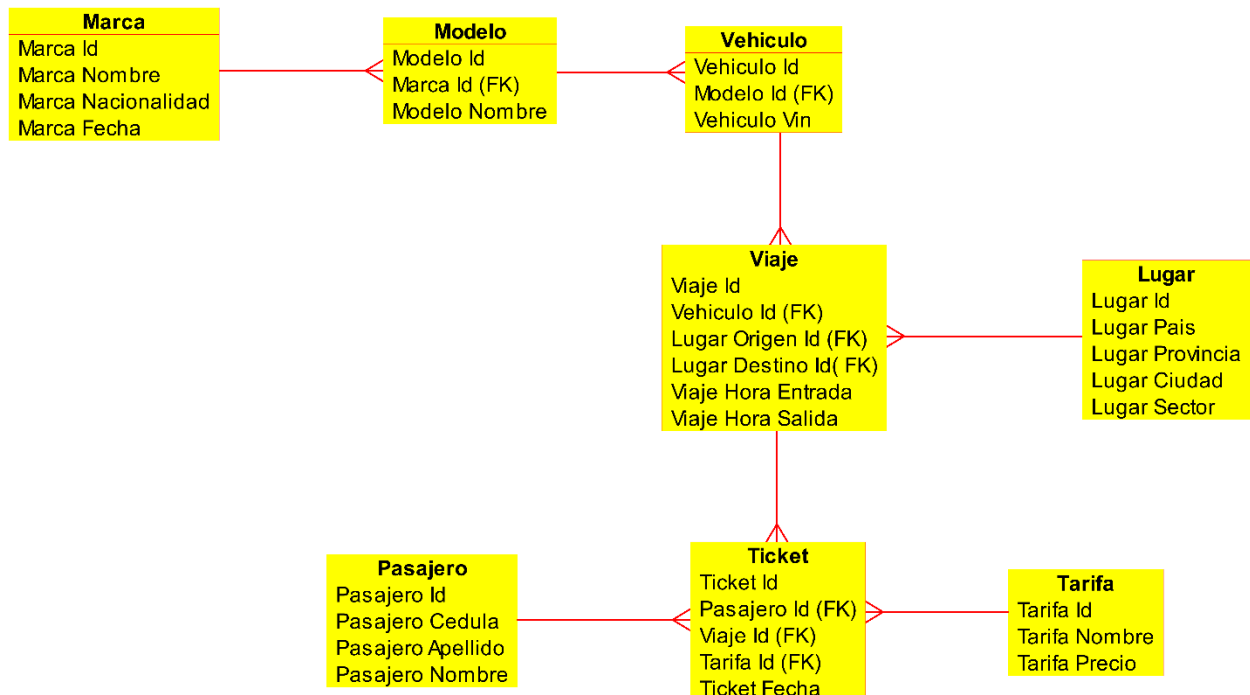 Marca
Marca Id
Marca Nombre
Marca Nacionalidad
Marca Fecha
Modelo
Modelo Id
Marca Id (FK)
Modelo Nombre
Vehiculo
Vehiculo Id
Modelo Id (FK)
Vehiculo Vin
Viaje
Viaje Id
Vehiculo Id (FK)
Lugar Origen Id (FK)
Lugar Destino Id( FK)
Viaje Hora Entrada
Viaje Hora Salida
Lugar
Lugar Id
Lugar Pais
Lugar Provincia
Lugar Ciudad
Lugar Sector
Pasajero
Pasajero Id
Pasajero Cedula
Pasajero Apellido
Pasajero Nombre
Ticket
Ticket Id
Pasajero Id (FK)
Viaje Id (FK)
Tarifa Id (FK)
Ticket Fecha
Tarifa
Tarifa Id
Tarifa Nombre
Tarifa Precio